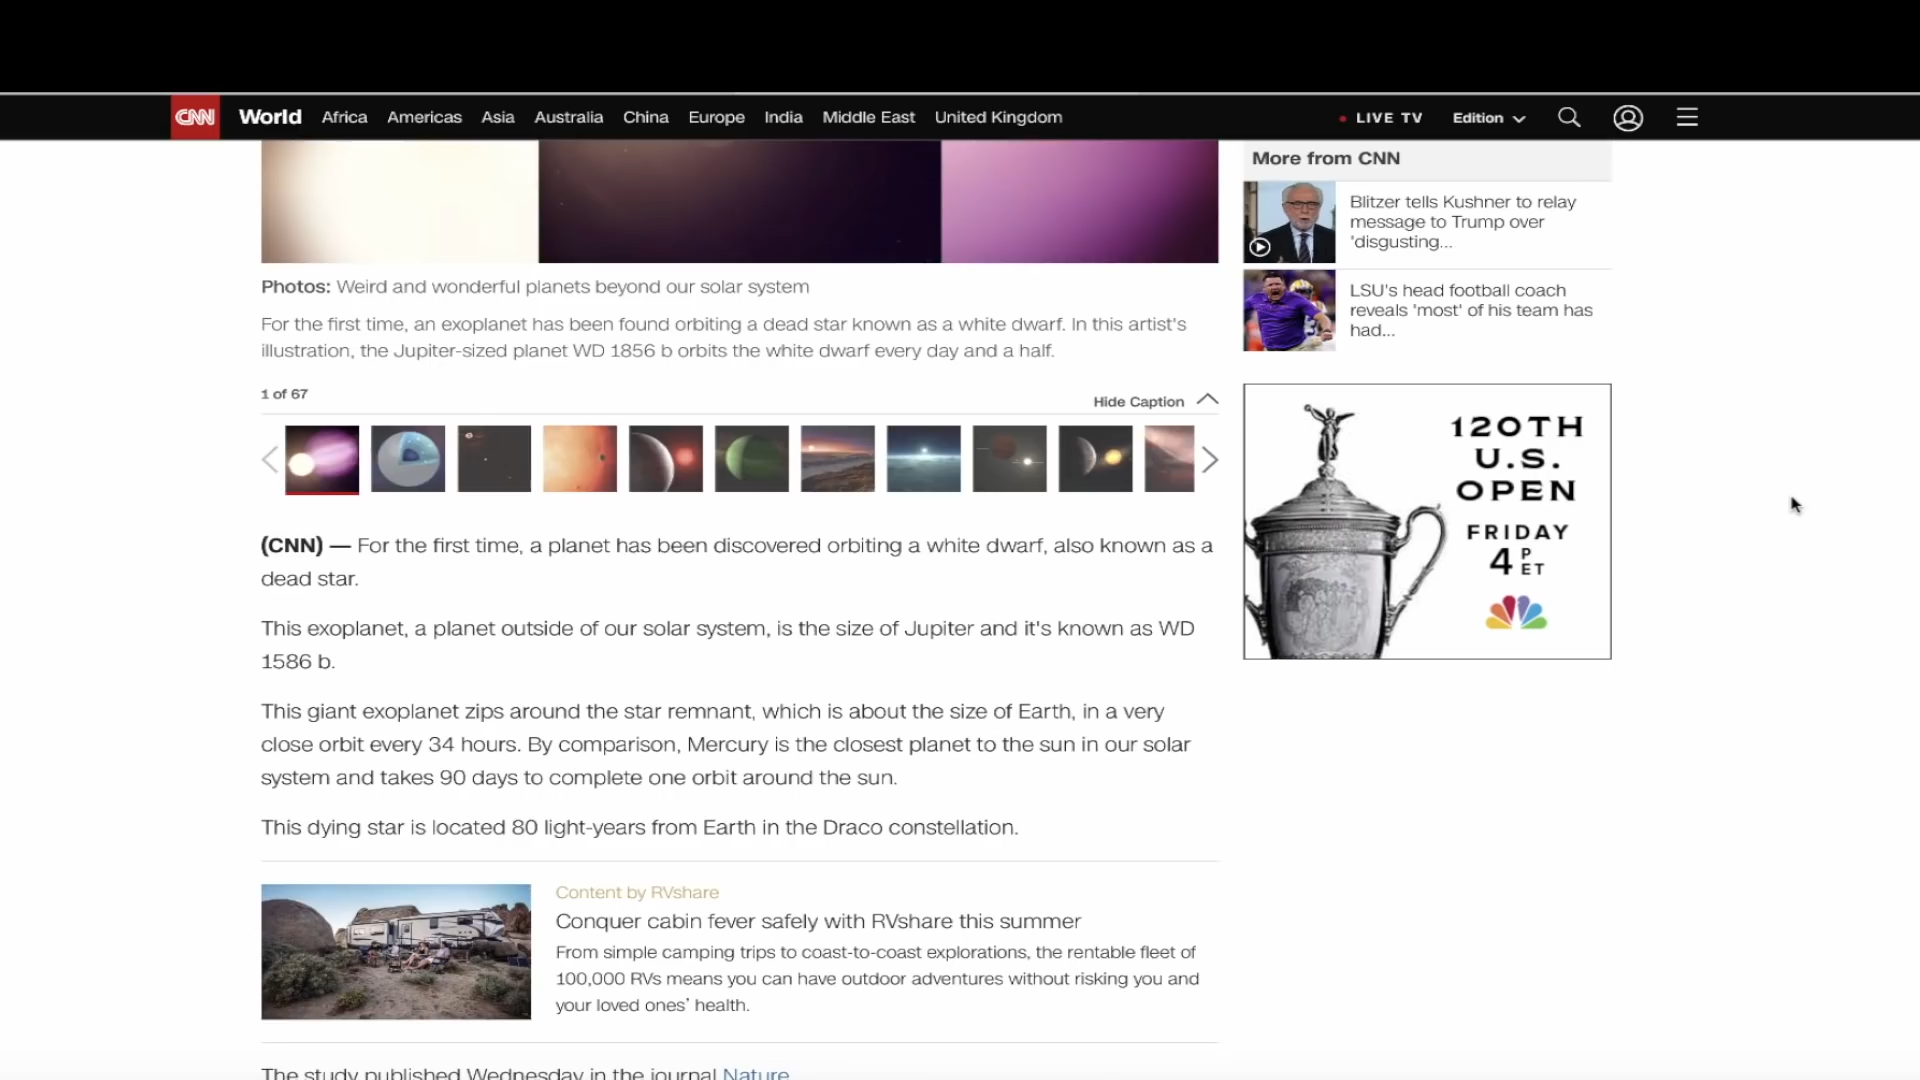 CNN World Africa Americas Asia Australia China Europe India Middle East United Kingdom LIVE TV Edition
Photos: Weird and wonderful planets beyond our solar system
For the first time, an exoplanet has been found orbiting a dead star known as a white dwarf. In this artist's
illustration, the Jupiter-sized planet WD 1856 b orbits the white dwarf every day and a half.
1 of 67
Hide Caption
(CNN) — For the first time, a planet has been discovered orbiting a white dwarf, also known as a
dead star.
This exoplanet, a planet outside of our solar system, is the size of Jupiter and it's known as WD
1586 b.
This giant exoplanet zips around the star remnant, which is about the size of Earth, in a very
close orbit every 34 hours. By comparison, Mercury is the closest planet to the sun in our solar
system and takes 90 days to complete one orbit around the sun.
This dying star is located 80 light-years from Earth in the Draco constellation.
Content by RVshare
Conquer cabin fever safely with RVshare this summer
From simple camping trips to coast-to-coast explorations, the rentable fleet of
100,000 RVs means you can have outdoor adventures without risking you and
your loved ones’ health.
The study published Wednesday in the journal Nature
More from CNN
Blitzer tells Kushner to relay
message to Trump over
'disgusting...
LSU's head football coach
reveals 'most' of his team has
had...
120TH
U.S.
OPEN
FRIDAY
4 P
ET